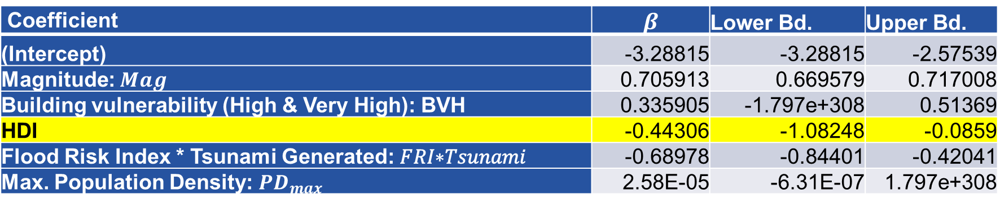 Coefficient β Lower Bd. Upper Bd.
(Intercept) -3.28815 -3.28815 -2.57539
Magnitude: Mag 0.705913 0.669579 0.717008
Building vulnerability (High & Very High): BVH 0.335905 -1.797e+308 0.51369
HDI -0.44306 -1.08248 -0.0859
Flood Risk Index * Tsunami Generated: FRI*Tsunami -0.68978 -0.84401 -0.42041
Max. Population Density: PDmax 2.58E-05 -6.31E-07 1.797e+308